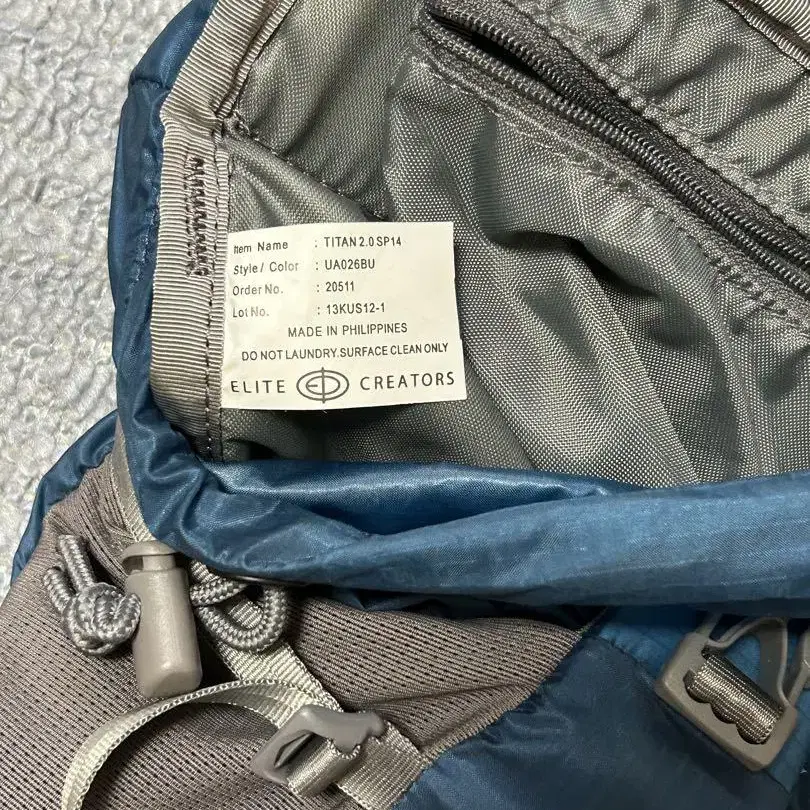 Item Name : TITAN 2.0 SP14
Style / Color : UA026BU
Order No. : 20511
Lot No. : 13KUS12-1
MADE IN PHILIPPINES
DO NOT LAUNDRY.SURFACE CLEAN ONLY
ELITE ED CREATORS